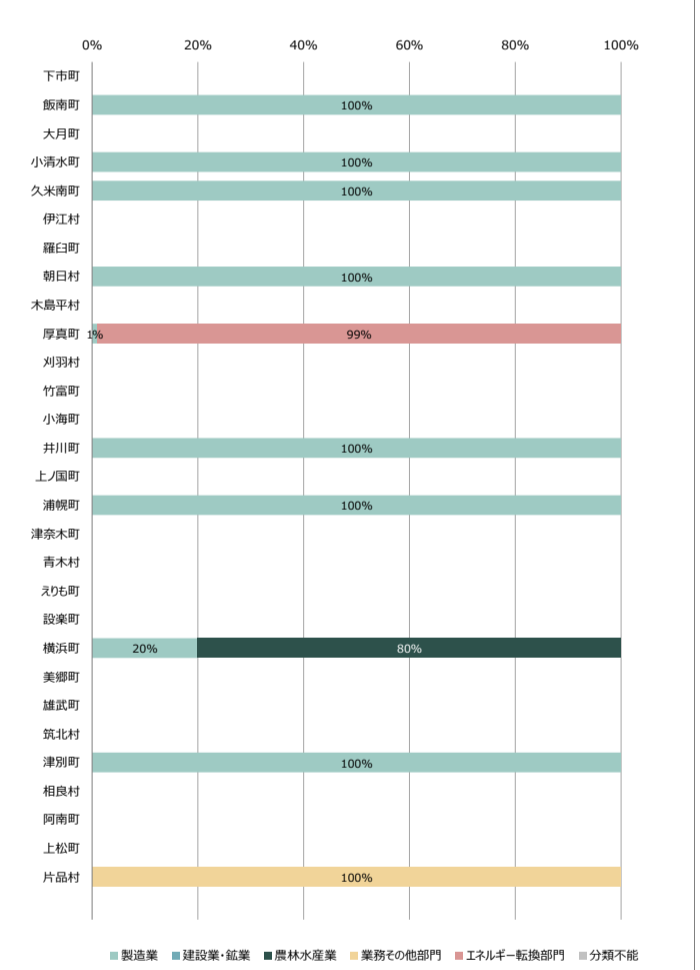 0% 20% 40% 60% 80% 100%
下市町
飯南町 100%
大月町
小清水町 100%
久米南町 100%
伊江村
羅臼町
朝日村 100%
木島平村
厚真町 1% 99%
刈羽村
竹富町
小海町
井川町 100%
上ノ国町
浦幌町 100%
津奈木町
青木村
えりも町
設楽町
横浜町 20% 80%
美郷町
雄武町
筑北村
津別町 100%
相良村
阿南町
上松町
片品村 100%
製造業 建設業・鉱業 農林水産業 業務その他部門 エネルギー転換部門 分類不能